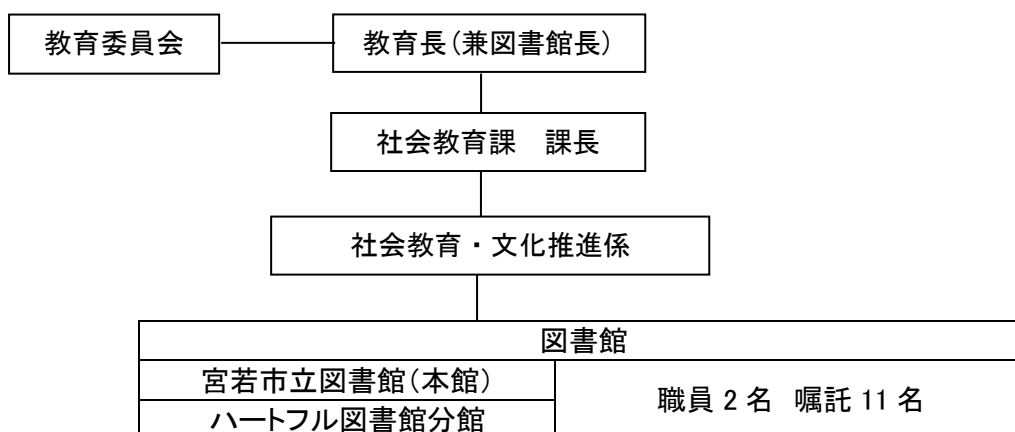 教育委員会 教育長(兼図書館長)
社会教育課　課長
社会教育・文化推進係
図書館
宮若市立図書館(本館)
職員 2 名 嘱託 11 名
ハートフル図書館分館